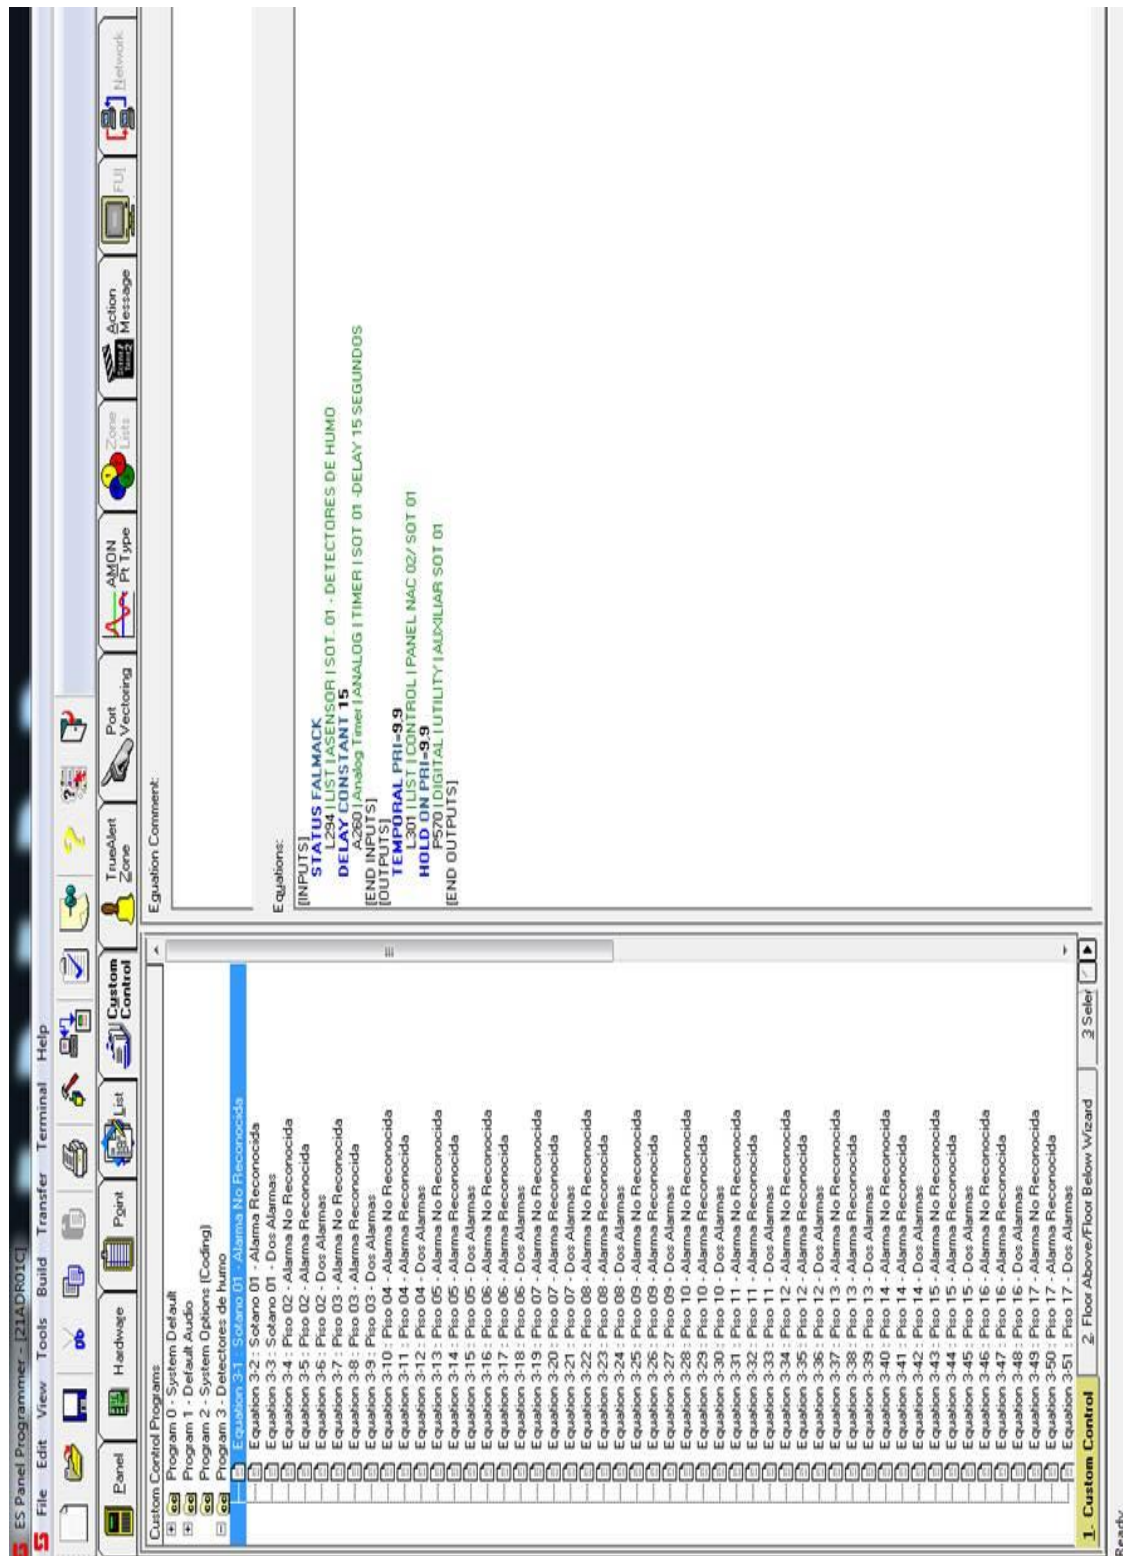 ES Panel Programmer - [21ADR01C]
File Edit View Tools Build Transfer Terminal Help
Panel
Hardware
Point
List
Custom Control
TrueAlert Zone
Port Vectoring
AMON Pt Type
Zone Lists
Action Message
FUI
Network
Custom Control Programs
Program 0 - System Default
Program 1 - Default Audio
Program 2 - System Options (Coding)
Program 3 - Detectores de humo
Equation 3-1 : Sotano 01 - Alarma No Reconocida
Equation 3-2 : Sotano 01 - Alarma Reconocida
Equation 3-3 : Sotano 01 - Dos Alarmas
Equation 3-4 : Piso 02 - Alarma No Reconocida
Equation 3-5 : Piso 02 - Alarma Reconocida
Equation 3-6 : Piso 02 - Dos Alarmas
Equation 3-7 : Piso 03 - Alarma No Reconocida
Equation 3-8 : Piso 03 - Alarma Reconocida
Equation 3-9 : Piso 03 - Dos Alarmas
Equation 3-10 : Piso 04 - Alarma No Reconocida
Equation 3-11 : Piso 04 - Alarma Reconocida
Equation 3-12 : Piso 04 - Dos Alarmas
Equation 3-13 : Piso 05 - Alarma No Reconocida
Equation 3-14 : Piso 05 - Alarma Reconocida
Equation 3-15 : Piso 05 - Dos Alarmas
Equation 3-16 : Piso 06 - Alarma No Reconocida
Equation 3-17 : Piso 06 - Alarma Reconocida
Equation 3-18 : Piso 06 - Dos Alarmas
Equation 3-19 : Piso 07 - Alarma No Reconocida
Equation 3-20 : Piso 07 - Alarma Reconocida
Equation 3-21 : Piso 07 - Dos Alarmas
Equation 3-22 : Piso 08 - Alarma No Reconocida
Equation 3-23 : Piso 08 - Alarma Reconocida
Equation 3-24 : Piso 08 - Dos Alarmas
Equation 3-25 : Piso 09 - Alarma No Reconocida
Equation 3-26 : Piso 09 - Alarma Reconocida
Equation 3-27 : Piso 09 - Dos Alarmas
Equation 3-28 : Piso 10 - Alarma No Reconocida
Equation 3-29 : Piso 10 - Alarma Reconocida
Equation 3-30 : Piso 10 - Dos Alarmas
Equation 3-31 : Piso 11 - Alarma No Reconocida
Equation 3-32 : Piso 11 - Alarma Reconocida
Equation 3-33 : Piso 11 - Dos Alarmas
Equation 3-34 : Piso 12 - Alarma No Reconocida
Equation 3-35 : Piso 12 - Alarma Reconocida
Equation 3-36 : Piso 12 - Dos Alarmas
Equation 3-37 : Piso 13 - Alarma No Reconocida
Equation 3-38 : Piso 13 - Alarma Reconocida
Equation 3-39 : Piso 13 - Dos Alarmas
Equation 3-40 : Piso 14 - Alarma No Reconocida
Equation 3-41 : Piso 14 - Alarma Reconocida
Equation 3-42 : Piso 14 - Dos Alarmas
Equation 3-43 : Piso 15 - Alarma No Reconocida
Equation 3-44 : Piso 15 - Alarma Reconocida
Equation 3-45 : Piso 15 - Dos Alarmas
Equation 3-46 : Piso 16 - Alarma No Reconocida
Equation 3-47 : Piso 16 - Alarma Reconocida
Equation 3-48 : Piso 16 - Dos Alarmas
Equation 3-49 : Piso 17 - Alarma No Reconocida
Equation 3-50 : Piso 17 - Alarma Reconocida
Equation 3-51 : Piso 17 - Dos Alarmas
1. Custom Control
2. Floor Above/Floor Below Wizard
3 Seler
Equation Comment:
Equations:
[INPUTS]
STATUS FALMACK
L294 | LIST | ASENSOR | SOT. 01 - DETECTORES DE HUMO
DELAY CONSTANT 15
A260 | Analog Timer | ANALOG | TIMER | SOT 01 -DELAY 15 SEGUNDOS
[END INPUTS]
[OUTPUTS]
TEMPORAL PRI=9,9
L301 | LIST | CONTROL | PANEL NAC 02/ SOT 01
HOLD ON PRI=9,9
P570 | DIGITAL | UTILITY | AUXILIAR SOT 01
[END OUTPUTS]
Ready